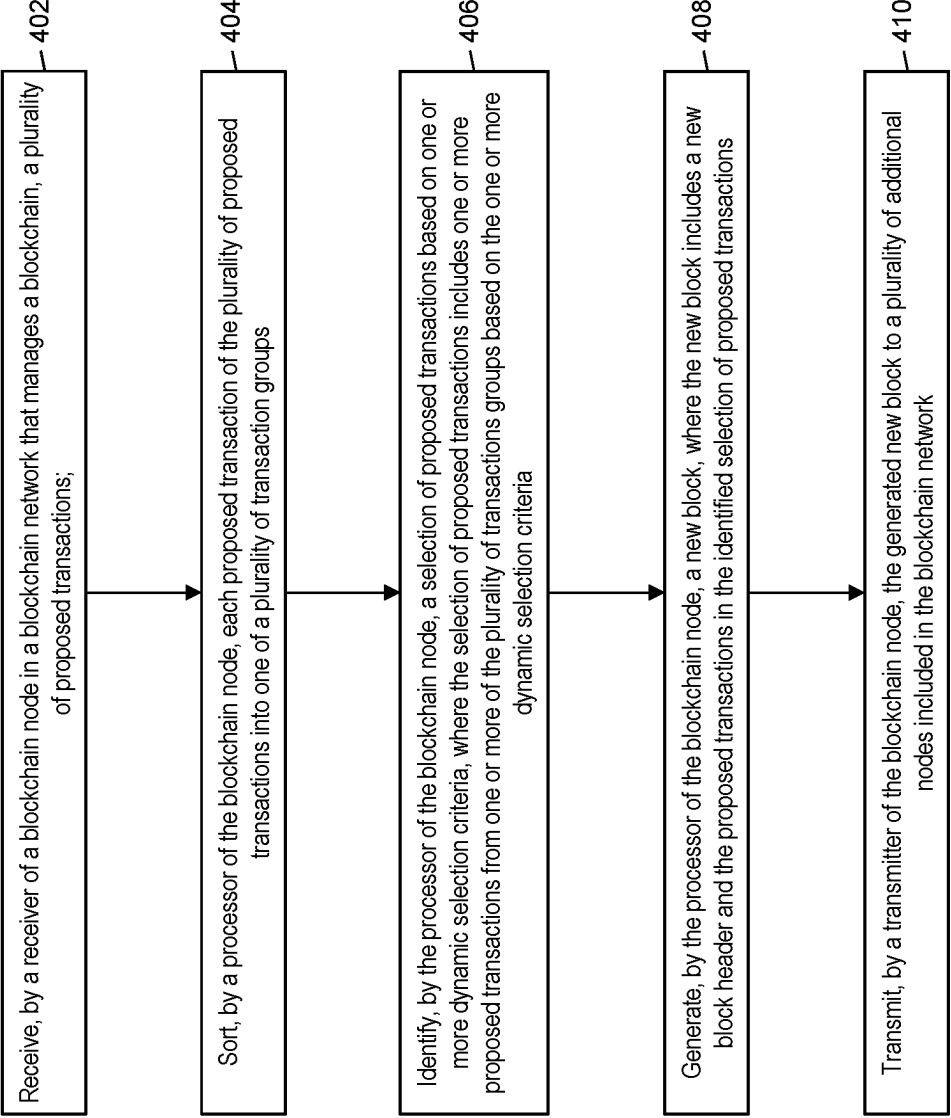 402
Receive, by a receiver of a blockchain node in a blockchain network that manages a blockchain, a plurality
of proposed transactions;
404
Sort, by a processor of the blockchain node, each proposed transaction of the plurality of proposed
transactions into one of a plurality of transaction groups
406
Identify, by the processor of the blockchain node, a selection of proposed transactions based on one or
more dynamic selection criteria, where the selection of proposed transactions includes one or more
proposed transactions from one or more of the plurality of transactions groups based on the one or more
dynamic selection criteria
408
Generate, by the processor of the blockchain node, a new block, where the new block includes a new
block header and the proposed transactions in the identified selection of proposed transactions
410
Transmit, by a transmitter of the blockchain node, the generated new block to a plurality of additional
nodes included in the blockchain network